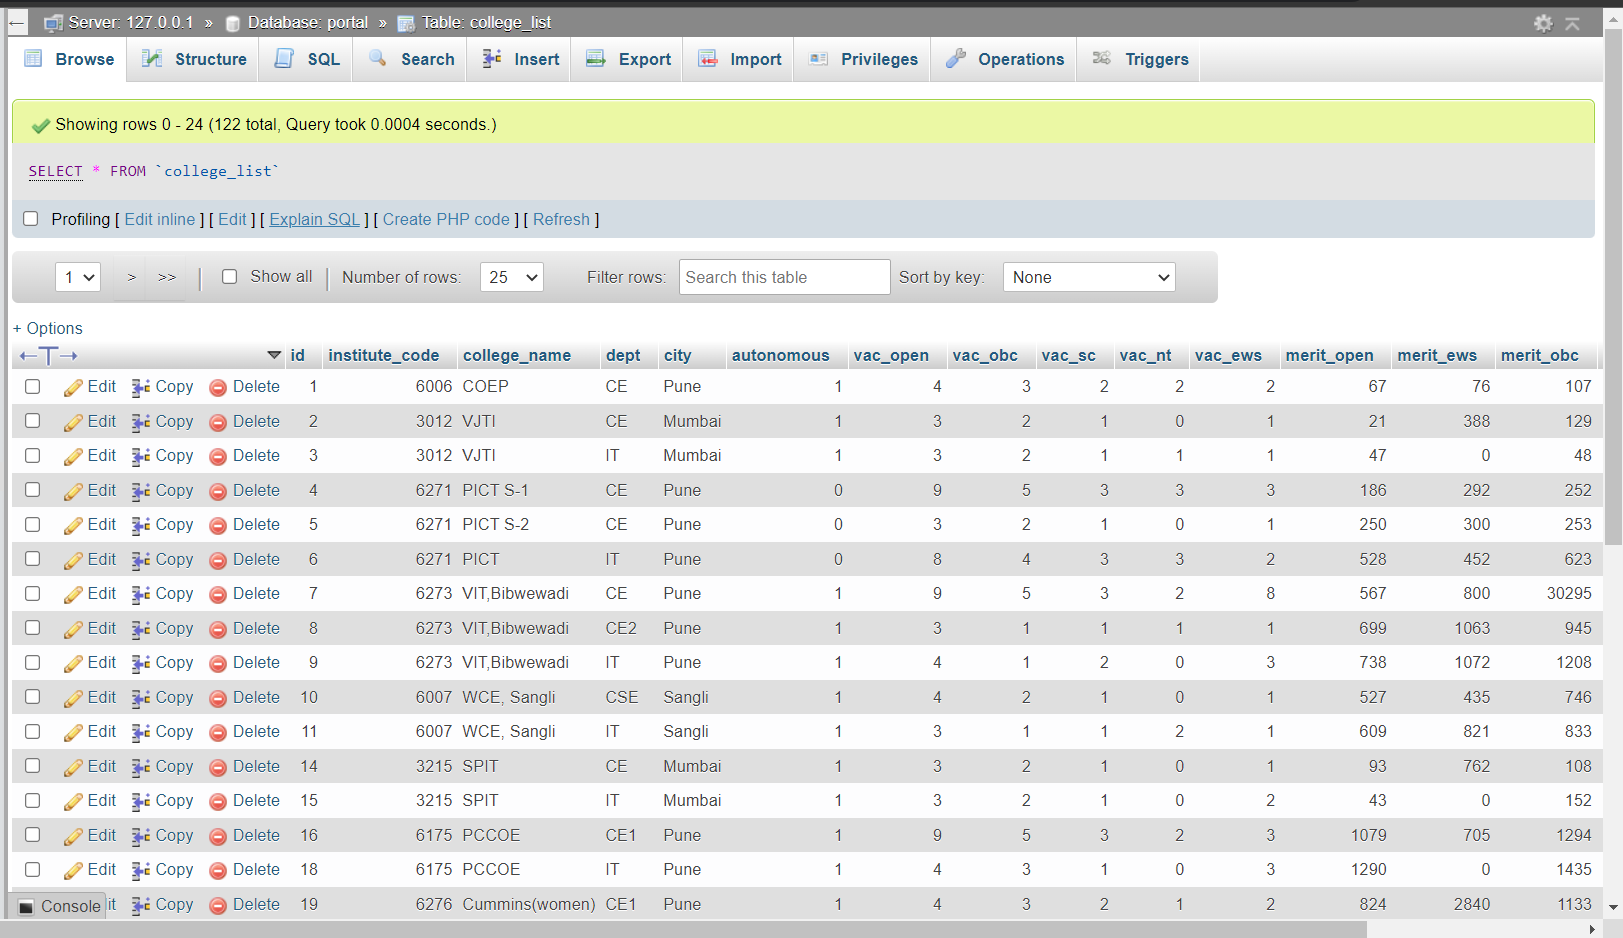 Server: 127.0.0.1 » Database: portal » Table: college_list
Browse Structure SQL Search Insert Export Import Privileges Operations Triggers
Showing rows 0 - 24 (122 total, Query took 0.0004 seconds.)
SELECT * FROM `college_list`
Profiling [ Edit inline ] [ Edit ] [ Explain SQL ] [ Create PHP code ] [ Refresh ]
1 > >> | Show all | Number of rows: 25 Filter rows: Search this table Sort by key: None
+ Options
←T→ id institute_code college_name dept city autonomous vac_open vac_obc vac_sc vac_nt vac_ews merit_open merit_ews merit_obc
Edit Copy Delete 1 6006 COEP CE Pune 1 4 3 2 2 2 67 76 107
Edit Copy Delete 2 3012 VJTI CE Mumbai 1 3 2 1 0 1 21 388 129
Edit Copy Delete 3 3012 VJTI IT Mumbai 1 3 2 1 1 1 47 0 48
Edit Copy Delete 4 6271 PICT S-1 CE Pune 0 9 5 3 3 3 186 292 252
Edit Copy Delete 5 6271 PICT S-2 CE Pune 0 3 2 1 0 1 250 300 253
Edit Copy Delete 6 6271 PICT IT Pune 0 8 4 3 3 2 528 452 623
Edit Copy Delete 7 6273 VIT,Bibwewadi CE Pune 1 9 5 3 2 8 567 800 30295
Edit Copy Delete 8 6273 VIT,Bibwewadi CE2 Pune 1 3 1 1 1 1 699 1063 945
Edit Copy Delete 9 6273 VIT,Bibwewadi IT Pune 1 4 1 2 0 3 738 1072 1208
Edit Copy Delete 10 6007 WCE, Sangli CSE Sangli 1 4 2 1 0 1 527 435 746
Edit Copy Delete 11 6007 WCE, Sangli IT Sangli 1 3 1 1 2 1 609 821 833
Edit Copy Delete 14 3215 SPIT CE Mumbai 1 3 2 1 0 1 93 762 108
Edit Copy Delete 15 3215 SPIT IT Mumbai 1 3 2 1 0 2 43 0 152
Edit Copy Delete 16 6175 PCCOE CE1 Pune 1 9 5 3 2 3 1079 705 1294
Edit Copy Delete 18 6175 PCCOE IT Pune 1 4 3 1 0 3 1290 0 1435
Console it Copy Delete 19 6276 Cummins(women) CE1 Pune 1 4 3 2 1 2 824 2840 1133